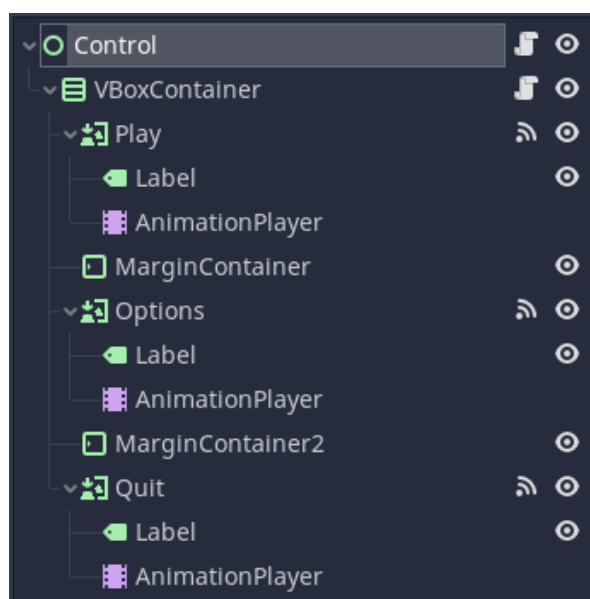 Control
VBoxContainer
Play
Label
AnimationPlayer
MarginContainer
Options
Label
AnimationPlayer
MarginContainer2
Quit
Label
AnimationPlayer